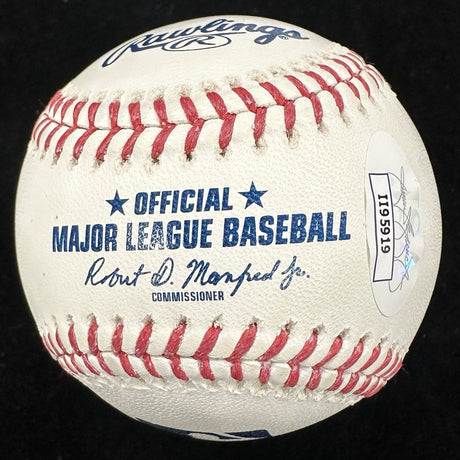 Rawlings
R
★ OFFICIAL ★
MAJOR LEAGUE BASEBALL
Robert D. Manfred Jr.
COMMISSIONER
II95919